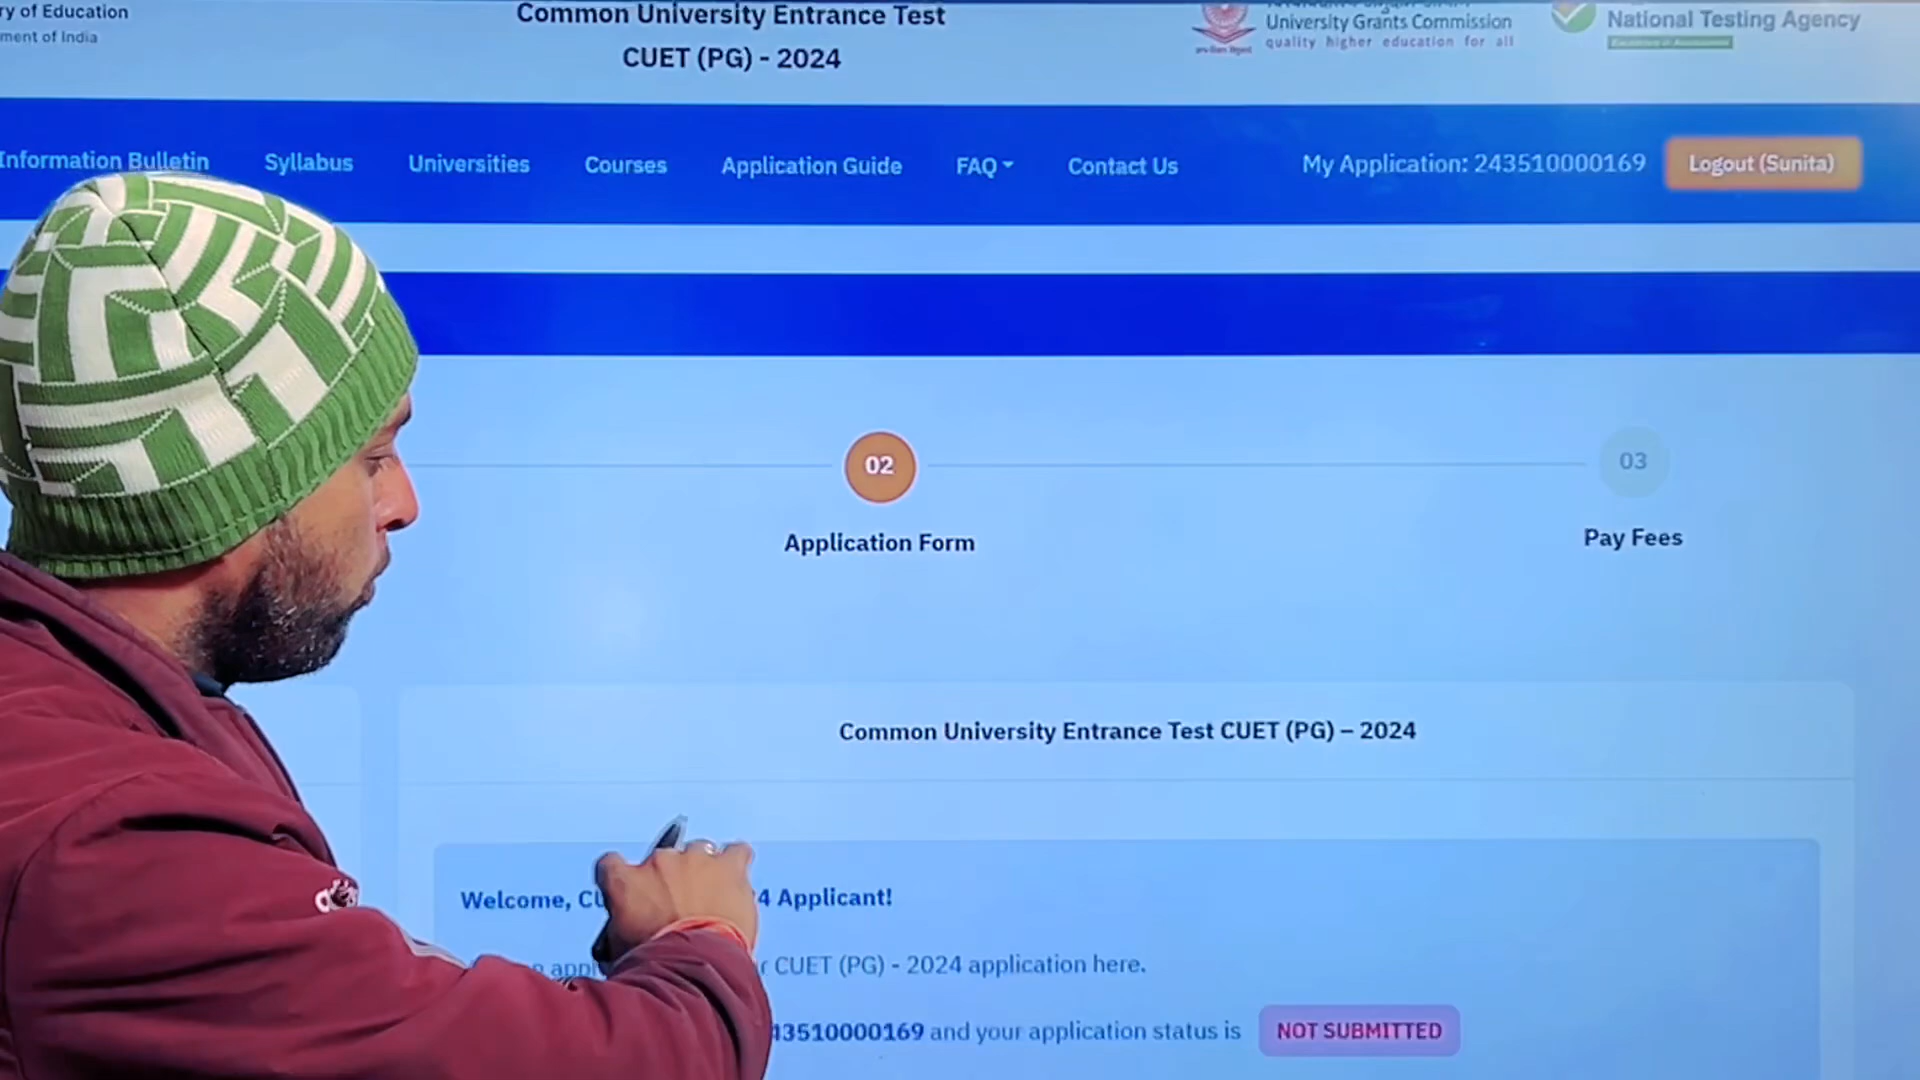 ry of Education
ment of India
Common University Entrance Test
CUET (PG) - 2024
University Grants Commission
quality higher education for all
National Testing Agency
Information Bulletin
Syllabus
Universities
Courses
Application Guide
FAQ
Contact Us
My Application: 243510000169
Logout (Sunita)
02
03
Application Form
Pay Fees
Common University Entrance Test CUET (PG) – 2024
Welcome, CU 4 Applicant!
CUET (PG) - 2024 application here.
43510000169 and your application status is NOT SUBMITTED